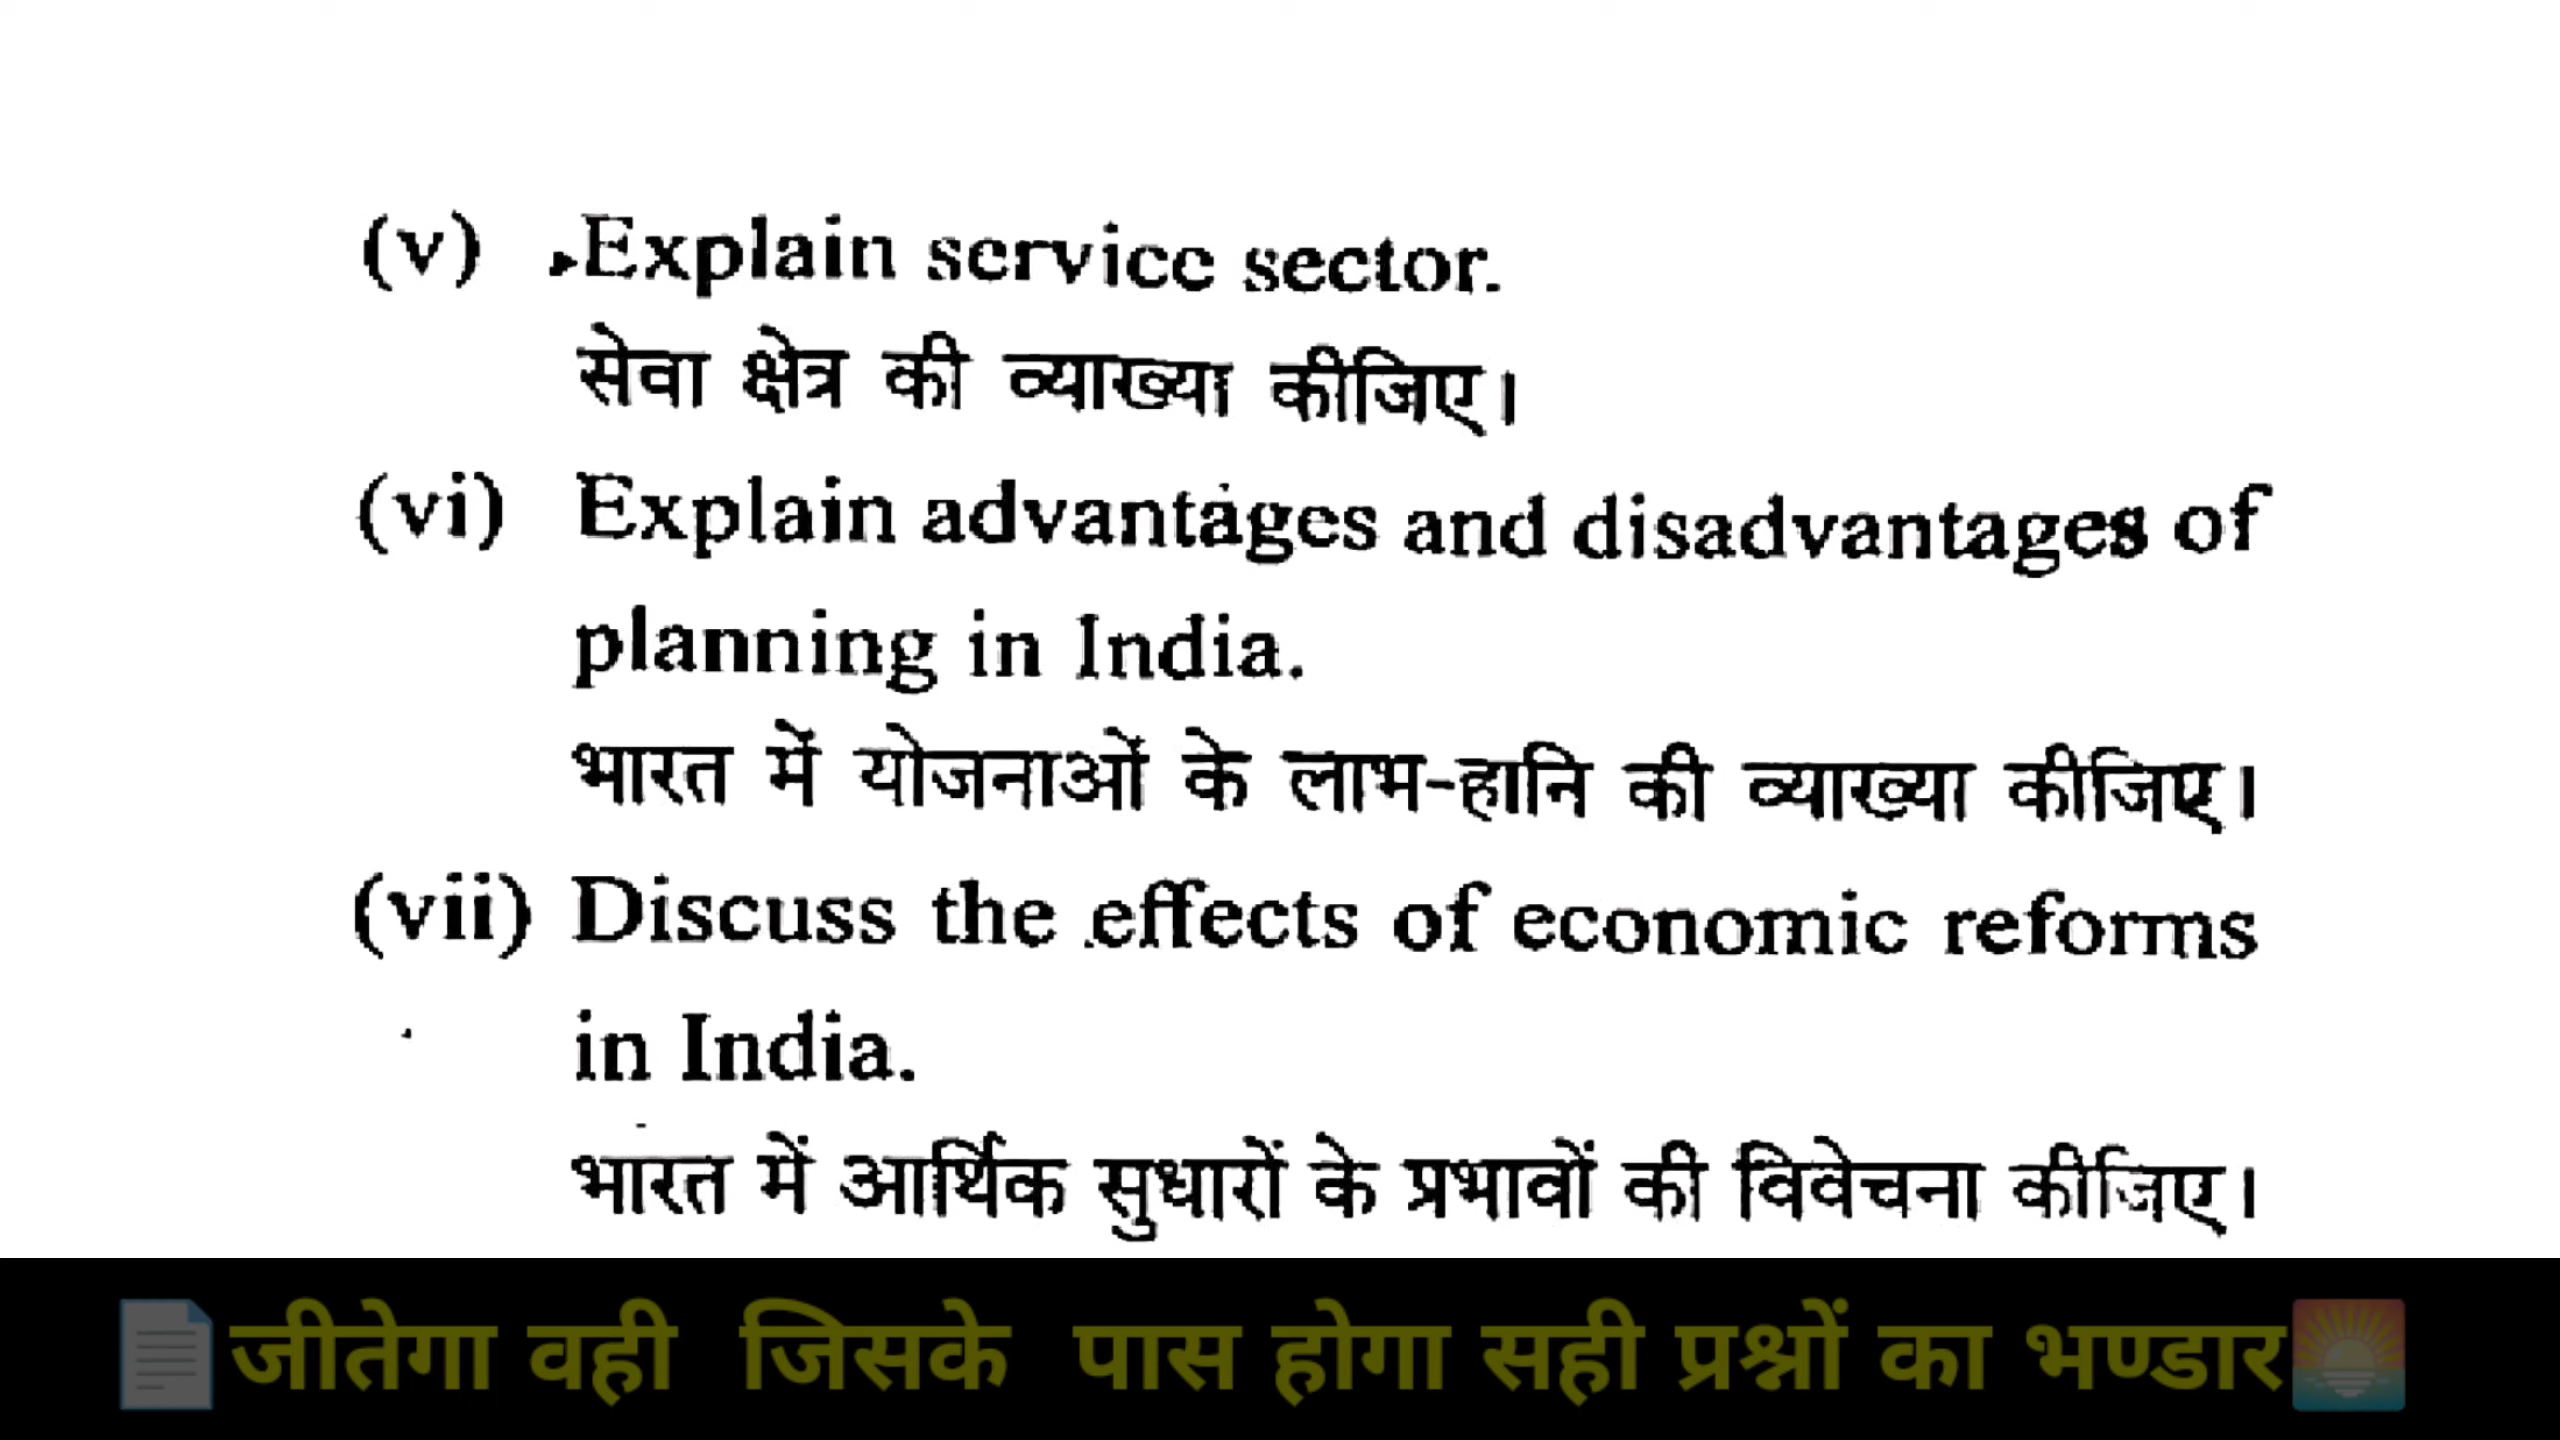 (v) Explain service sector.
सेवा क्षेत्र की व्याख्या कीजिए।
(vi) Explain advantages and disadvantages of
planning in India.
भारत में योजनाओं के लाभ-हानि की व्याख्या कीजिए।
(vii) Discuss the effects of economic reforms
in India.
भारत में आर्थिक सुधारों के प्रभावों की विवेचना कीजिए।
जीतेगा वही जिसके पास होगा सही प्रश्नों का भण्डार